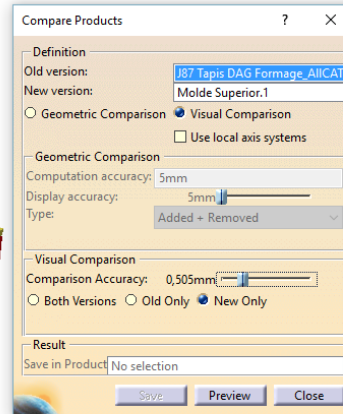 Compare Products ? X
Definition
Old version: J87 Tapis DAG Formage_AllCAT
New version: Molde Superior.1
Geometric Comparison Visual Comparison
Use local axis systems
Geometric Comparison
Computation accuracy: 5mm
Display accuracy: 5mm
Type: Added + Removed
Visual Comparison
Comparison Accuracy: 0,505mm
Both Versions Old Only New Only
Result
Save in Product No selection
Save Preview Close